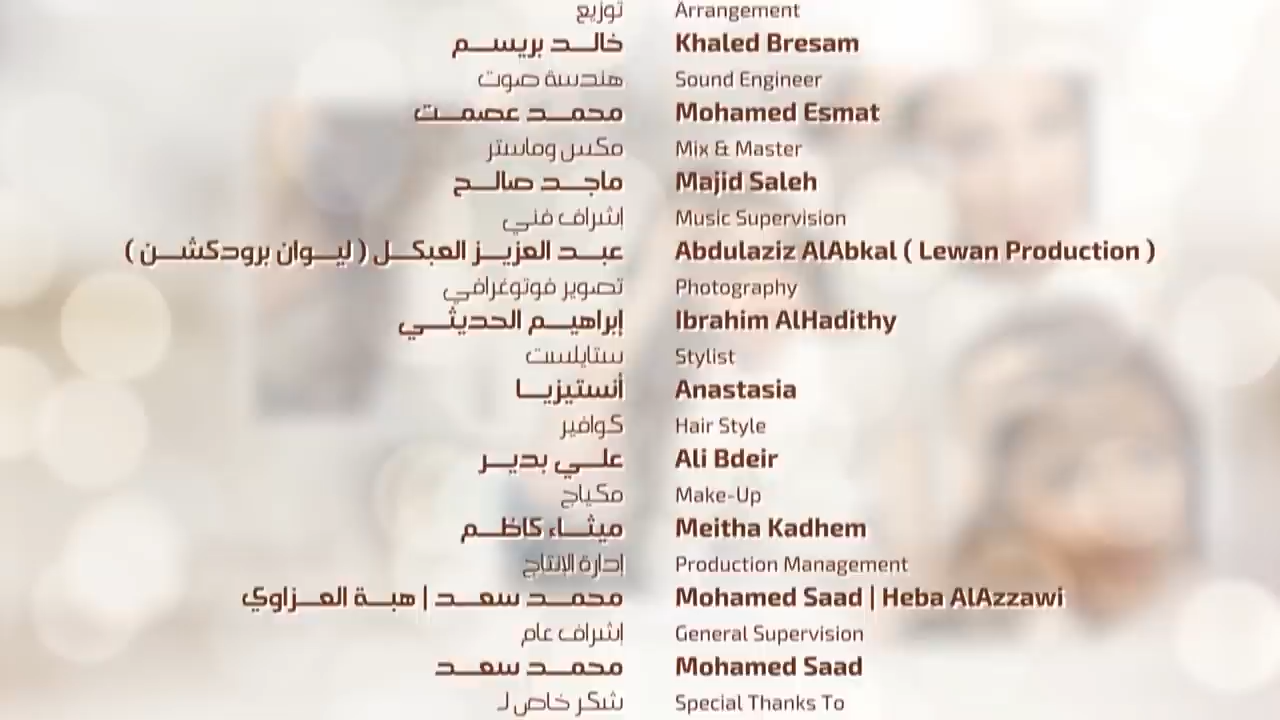 توزيع Arrangement
خالد بريسم Khaled Bresam
هندسة صوت Sound Engineer
محمد عصمت Mohamed Esmat
مكس وماستر Mix & Master
ماجد صالح Majid Saleh
إشراف فني Music Supervision
عبد العزيز العبكل ( ليوان برودكشن ) Abdulaziz AlAbkal ( Lewan Production )
تصوير فوتوغرافي Photography
إبراهيم الحديثي Ibrahim AlHadithy
ستايلست Stylist
أنستيزيا Anastasia
كوافير Hair Style
علي بدير Ali Bdeir
مكياج Make-Up
ميثاء كاظم Meitha Kadhem
إدارة الإنتاج Production Management
محمد سعد | هبة العزاوي Mohamed Saad | Heba AlAzzawi
إشراف عام General Supervision
محمد سعد Mohamed Saad
شكر خاص لـ Special Thanks To